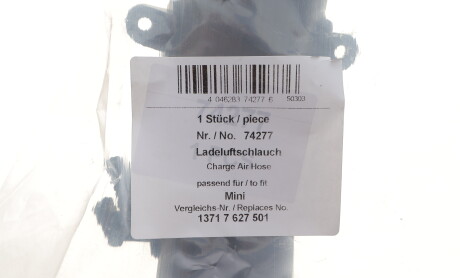 4 046263 74277 6 50303
1 Stück / piece
Nr. / No. 74277
Ladeluftschlauch
Charge Air Hose
passend für / to fit
Mini
Vergleichs-Nr. / Replaces No.
1371 7 627 501